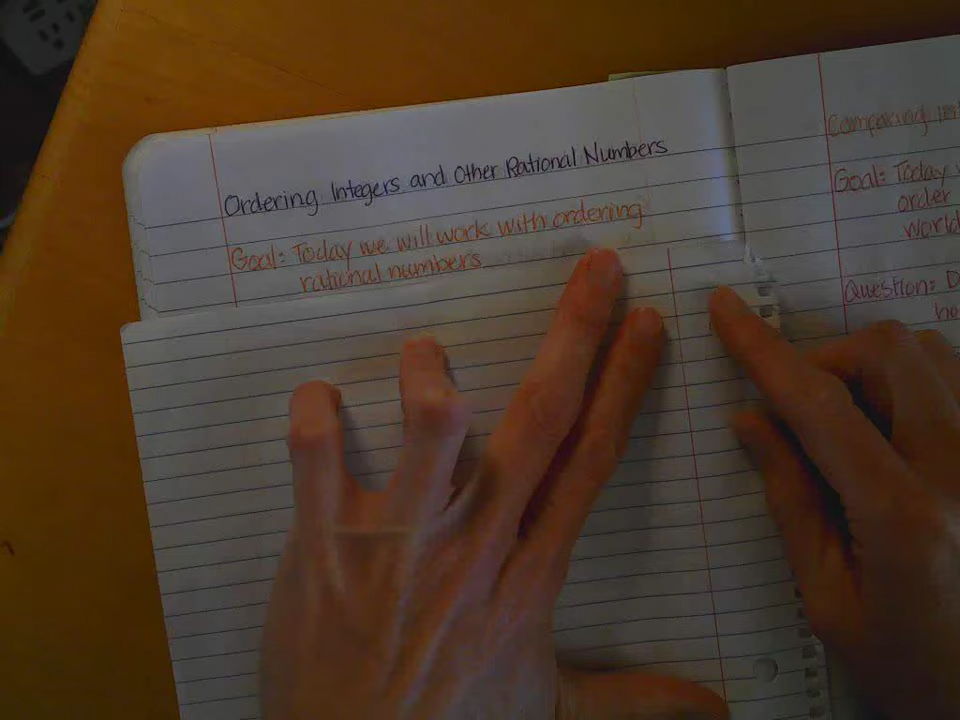 Ordering Integers and Other Rational Numbers
Goal: Today we will work with ordering
rational numbers
Comparing
Goal: Today
order
world
Question: